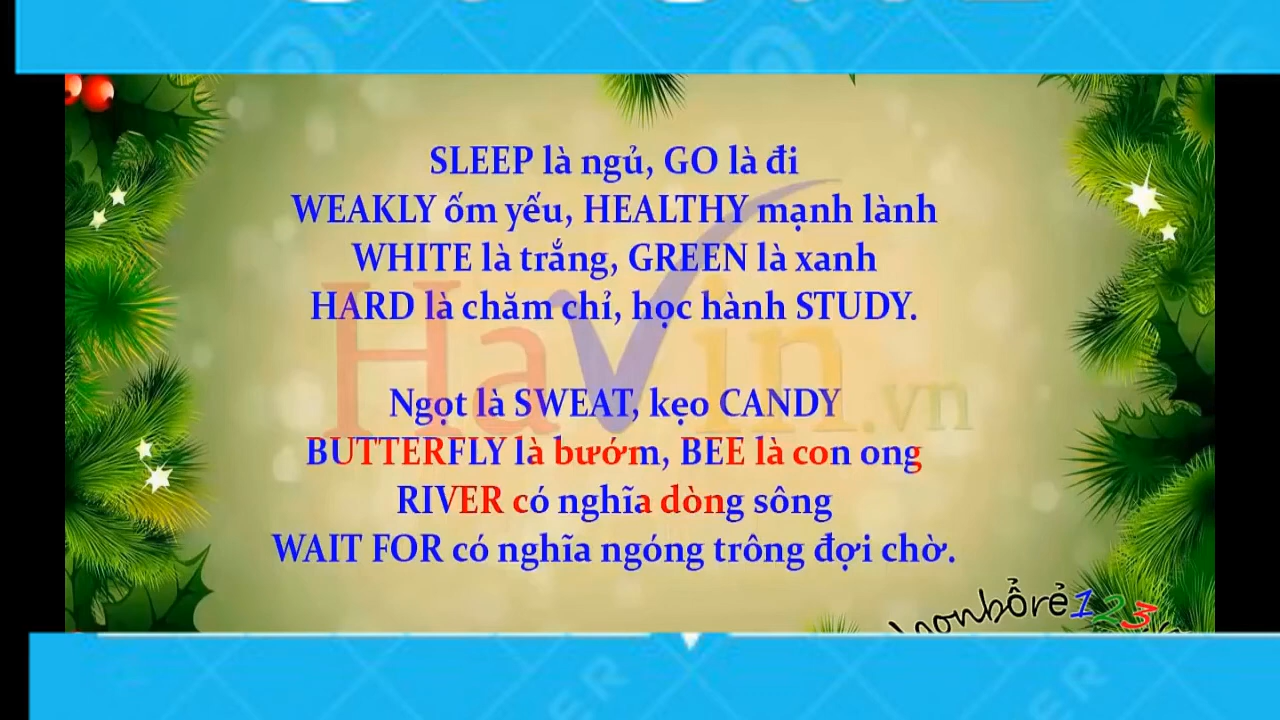 SLEEP là ngủ, GO là đi
WEAKLY ốm yếu, HEALTHY mạnh lành
WHITE là trắng, GREEN là xanh
HARD là chăm chỉ, học hành STUDY.
HaVin.vn
Ngọt là SWEAT, kẹo CANDY
BUTTERFLY là bướm, BEE là con ong
RIVER có nghĩa dòng sông
WAIT FOR có nghĩa ngóng trông đợi chờ.
bổrẻ123